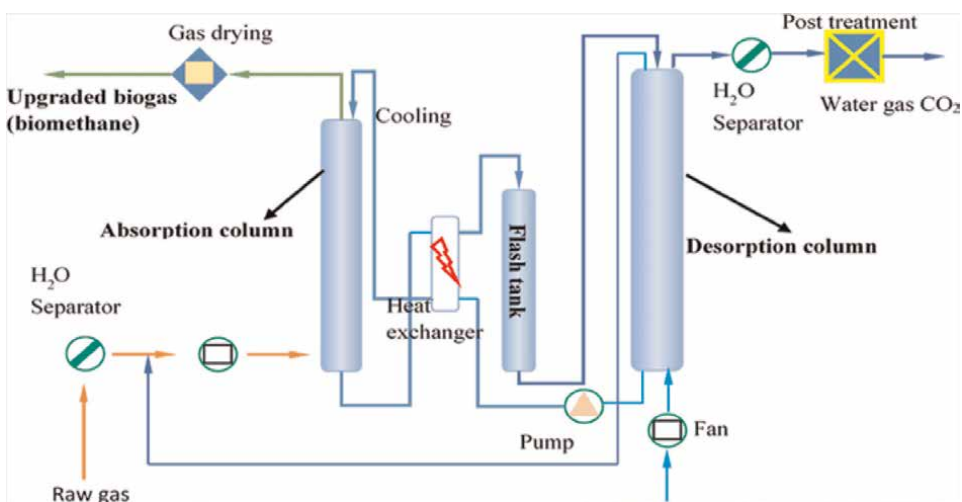 Gas drying
Post treatment
Upgraded biogas
(biomethane)
Cooling
H₂O
Separator
Water gas CO₂
Absorption column
Flash tank
Desorption column
H₂O
Separator
Heat
exchanger
Pump
Fan
Raw gas